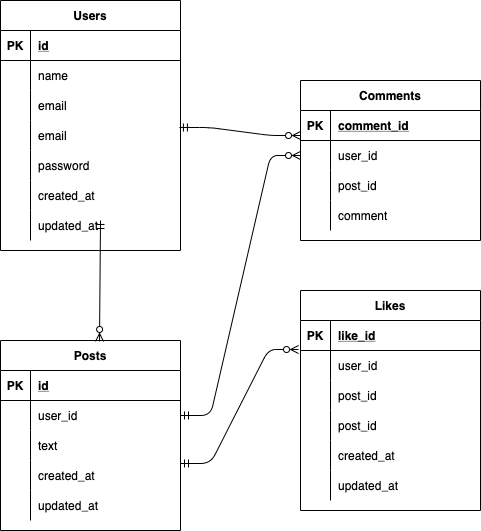 Users
PK id
name
email
email
password
created_at
updated_at
Comments
PK comment_id
user_id
post_id
comment
Posts
PK id
user_id
text
created_at
updated_at
Likes
PK like_id
user_id
post_id
post_id
created_at
updated_at